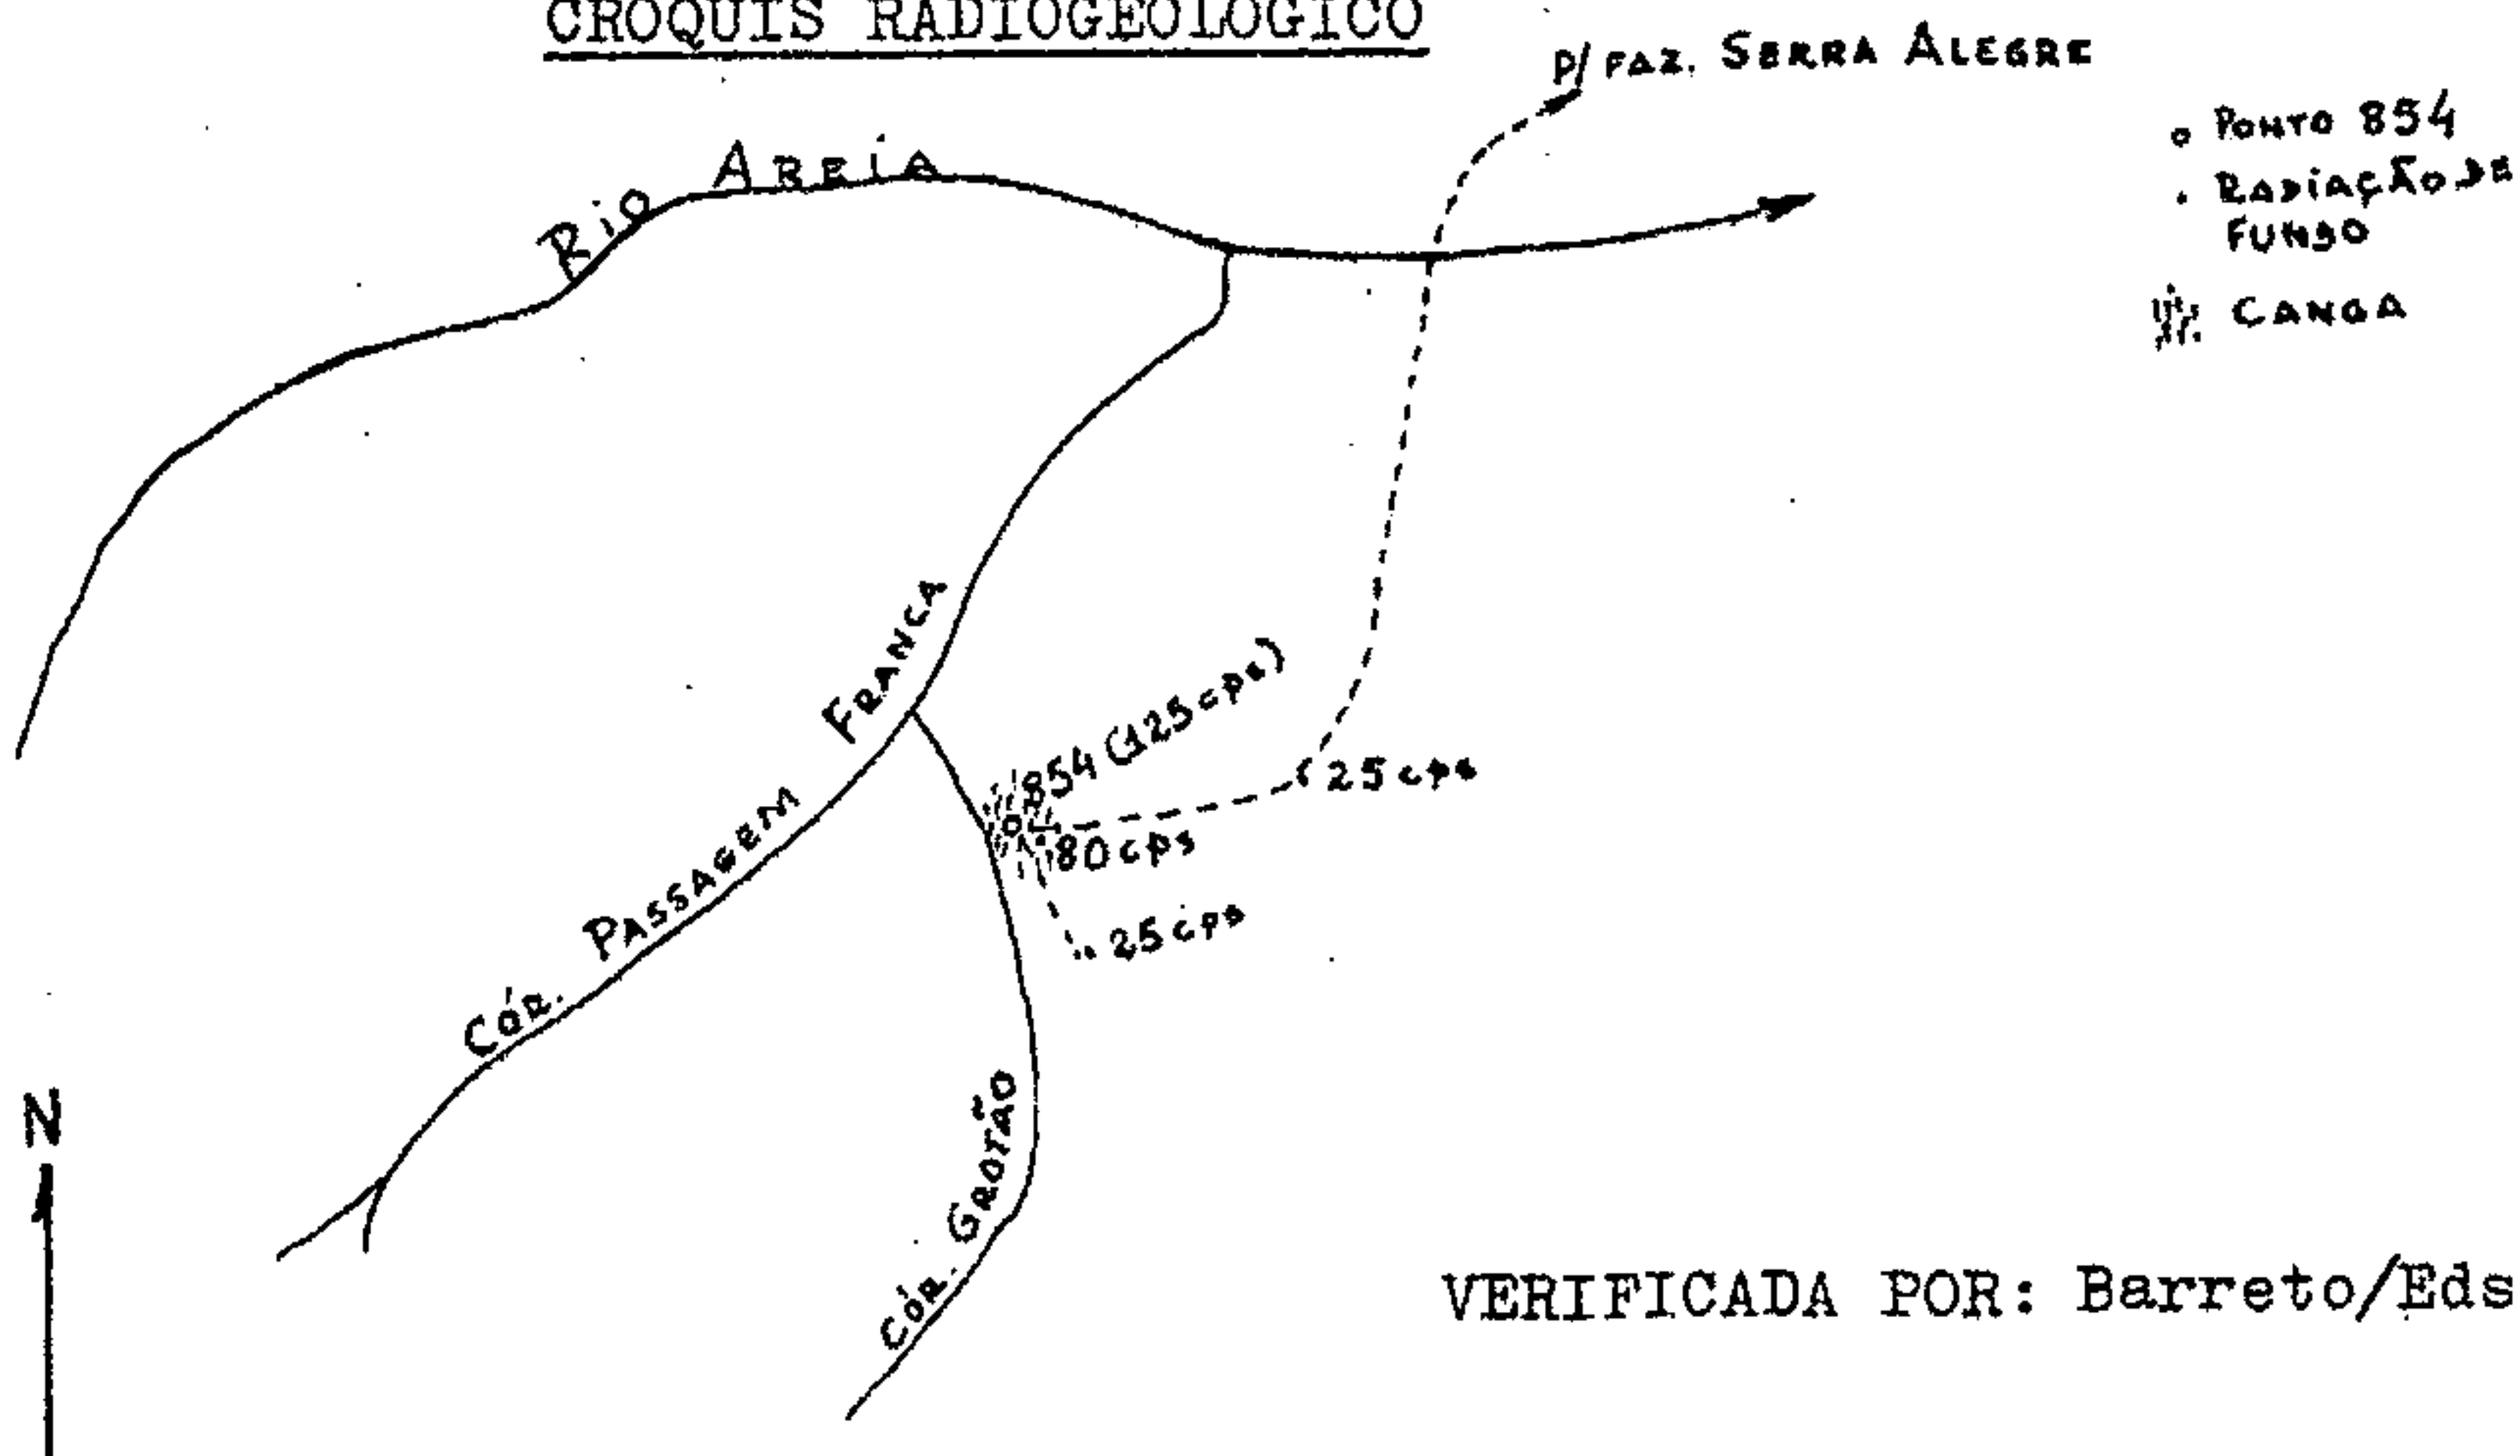 CROQUIS RADIOGEOLOGICO
p/ FAZ. SERRA ALEGRE
PONTO 854
RADIAÇÃO DE
FUNDO
CANGA
RiO AREiA
CÓR. PASSAGEM FRANCA
854 (125 cps)
25 cps
80 cps
25 cps
CÓR. GROTÃO
N
VERIFICADA POR: Barreto/Eds